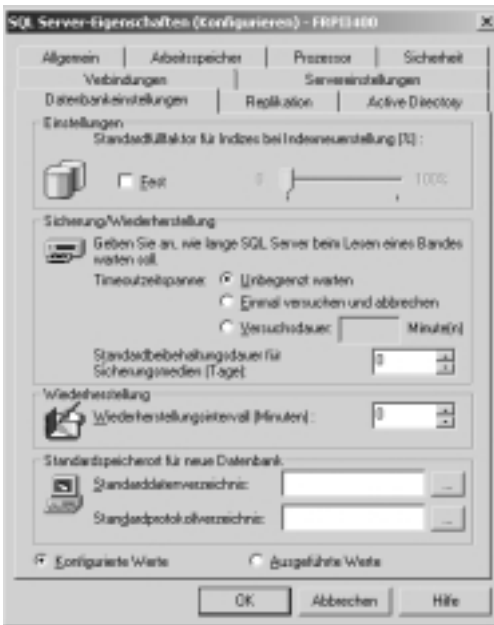 SQL Server-Eigenschaften (Konfigurieren) - FRPII400
Allgemein Arbeitsspeicher Prozessor Sicherheit
Verbindungen Servereinstellungen
Datenbankeinstellungen Replikation Active Directory
Einstellungen
Standardfüllfaktor für Indizes bei Indexneuerstellung [%] :
Fest 0 100%
Sicherung/Wiederherstellung
Geben Sie an, wie lange SQL Server beim Lesen eines Bandes
warten soll.
Timeoutzeitspanne: Unbegrenzt warten
Einmal versuchen und abbrechen
Versuchsdauer: Minute(n)
Standardbeibehaltungsdauer für 0
Sicherungsmedien (Tage):
Wiederherstellung
Wiederherstellungsintervall (Minuten) : 0
Standardspeicherort für neue Datenbank
Standarddatenverzeichnis: ...
Standardprotokollverzeichnis: ...
Konfigurierte Werte Ausgeführte Werte
OK Abbrechen Hilfe